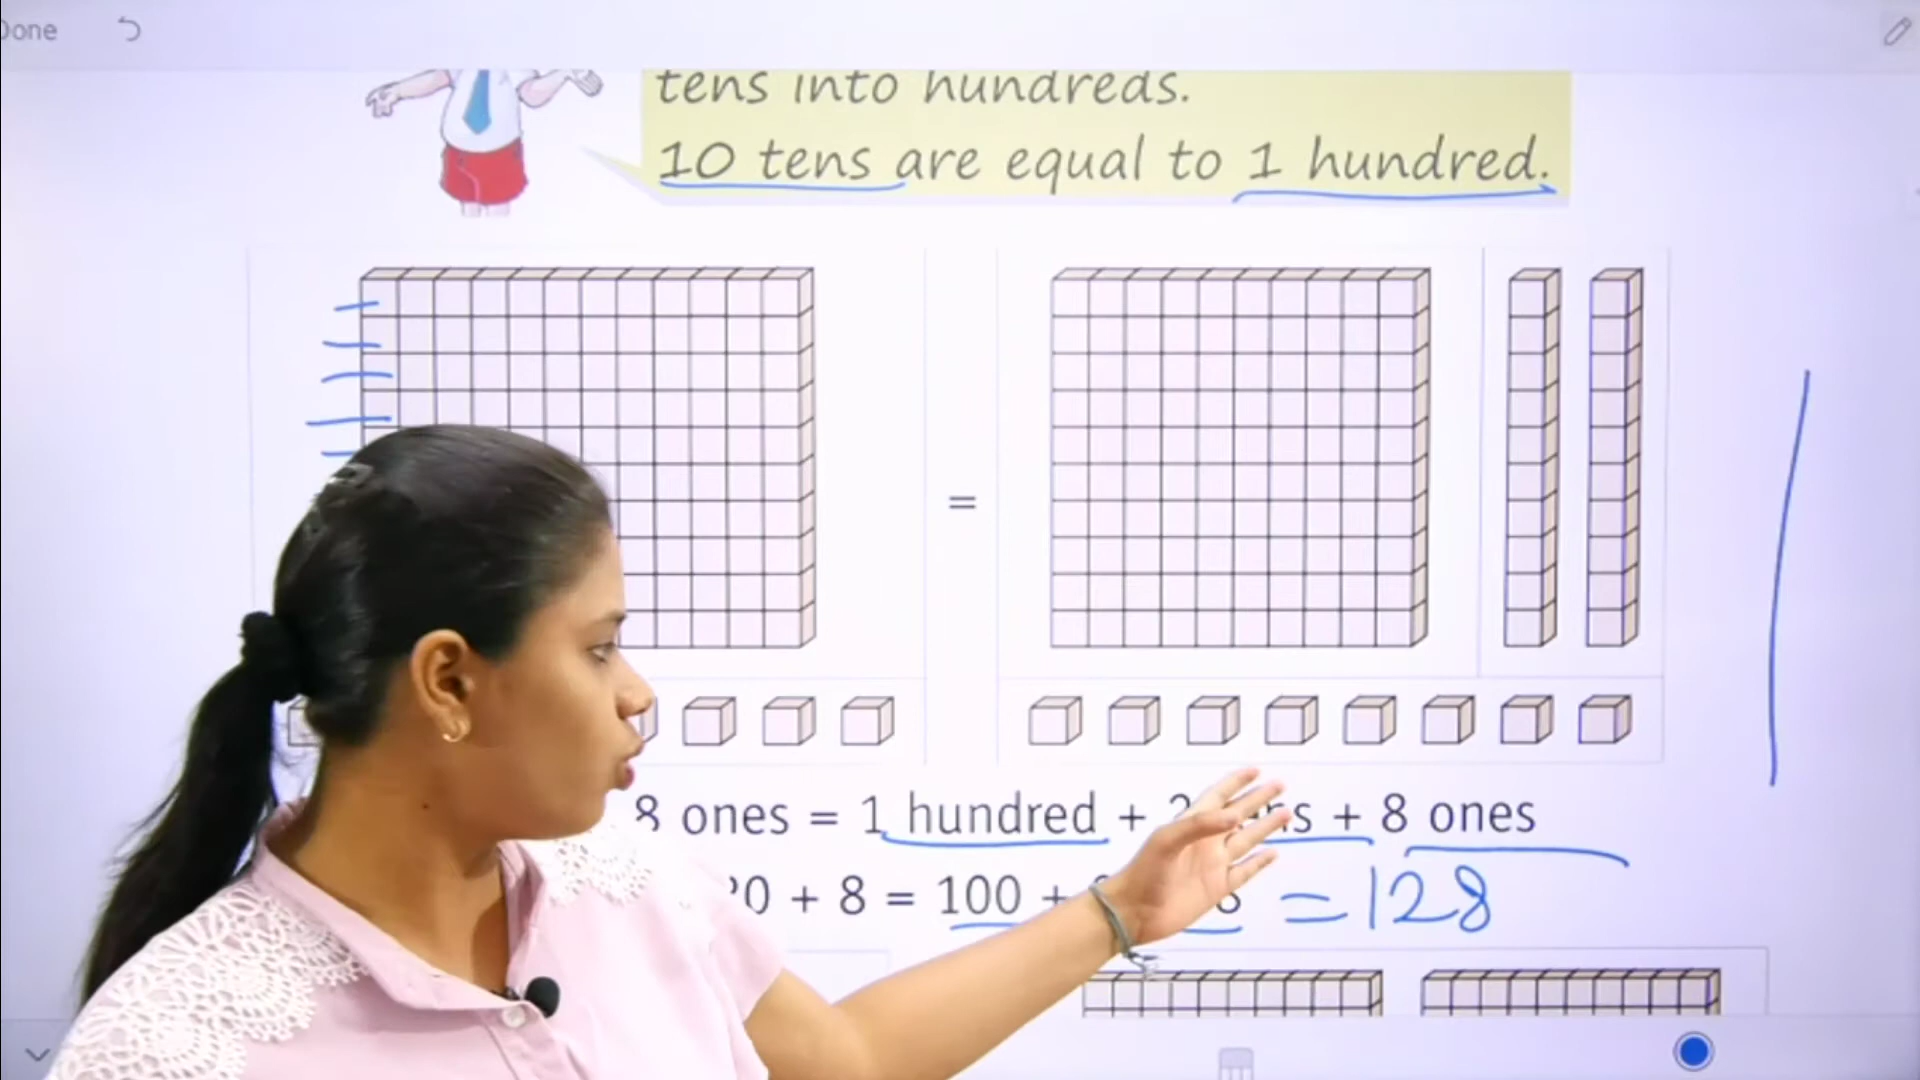 Done
tens into hundreds.
10 tens are equal to 1 hundred.
=
8 ones = 1 hundred + + 8 ones
0 + 8 = 100 + 8 = 128